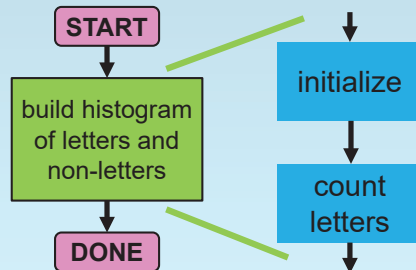 START
build histogram
of letters and
non-letters
DONE
initialize
count
letters